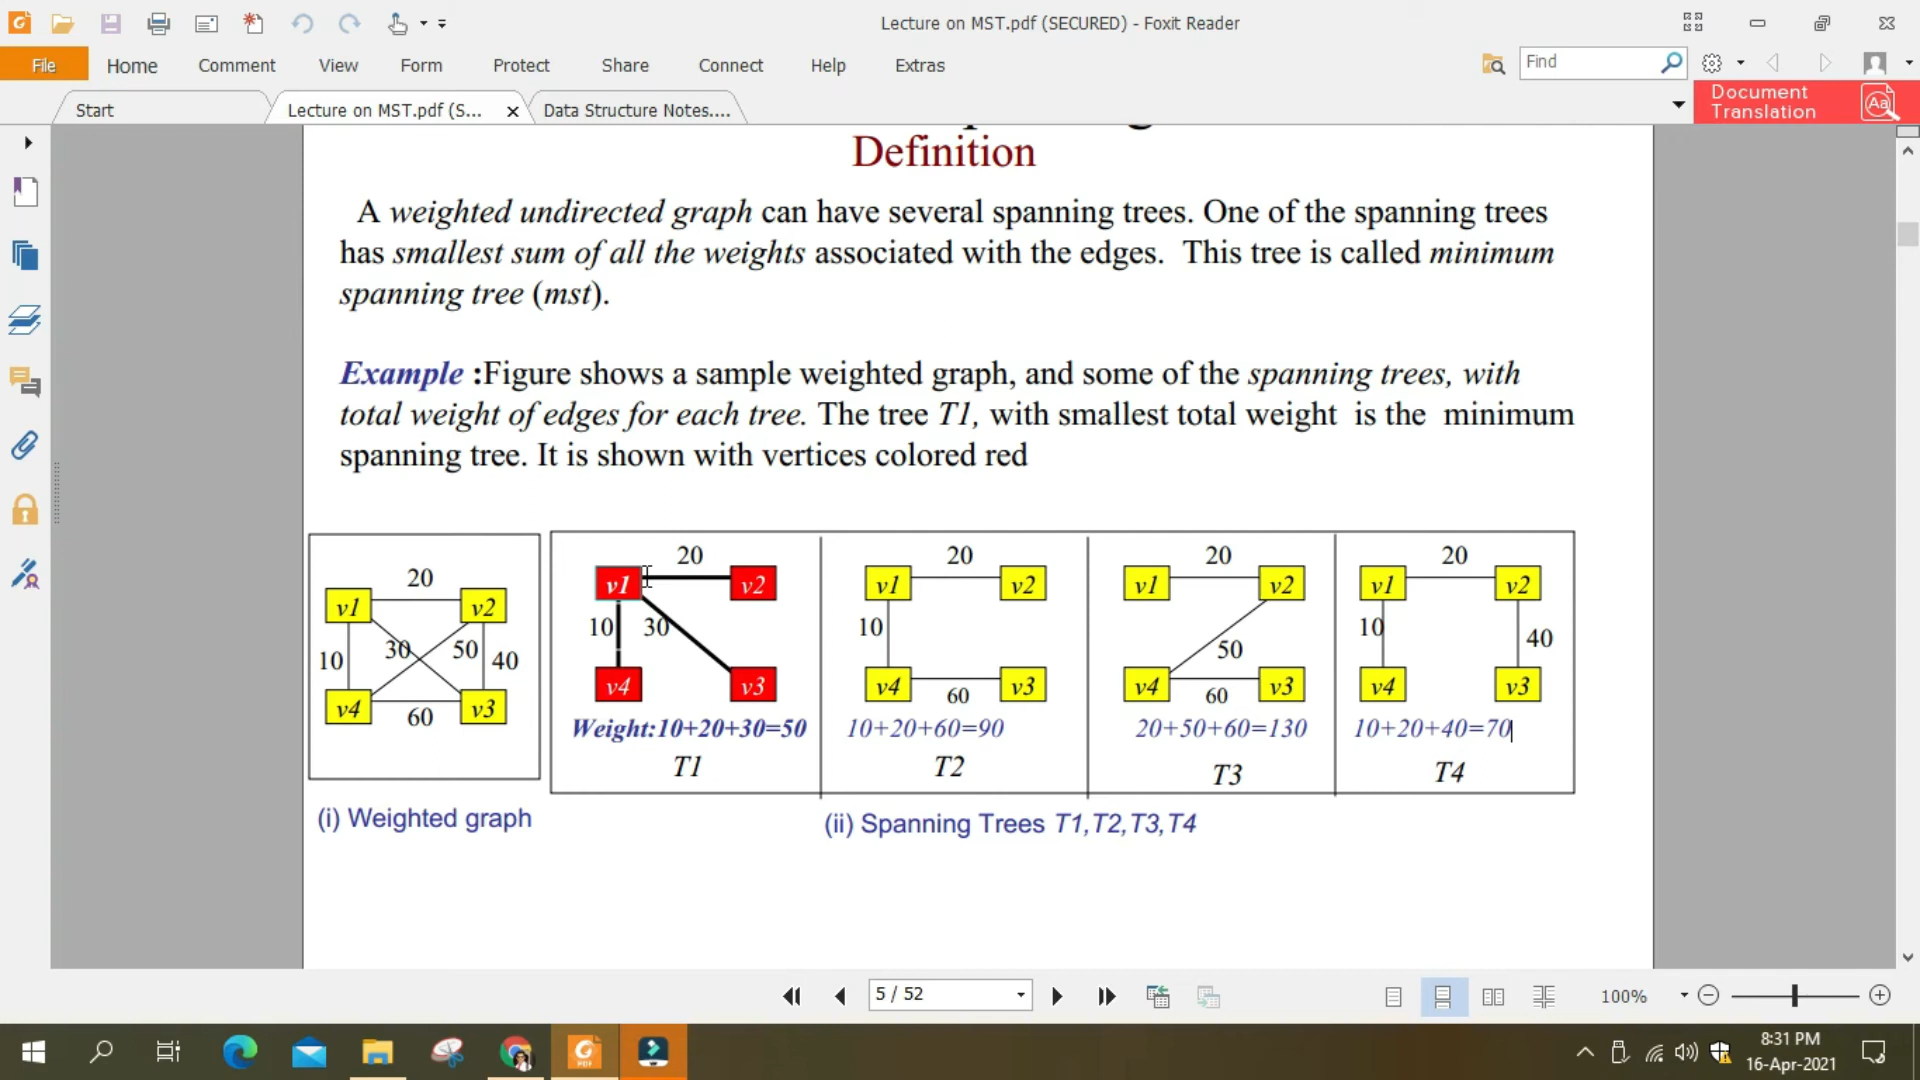 Lecture on MST.pdf (SECURED) - Foxit Reader
File Home Comment View Form Protect Share Connect Help Extras
Find
Start
Lecture on MST.pdf (S...
Data Structure Notes....
Document
Translation
Definition
A weighted undirected graph can have several spanning trees. One of the spanning trees
has smallest sum of all the weights associated with the edges. This tree is called minimum
spanning tree (mst).
Example :Figure shows a sample weighted graph, and some of the spanning trees, with
total weight of edges for each tree. The tree T1, with smallest total weight is the minimum
spanning tree. It is shown with vertices colored red
20
v1 v2
30 50
10 40
v4 v3
60
20
v1 v2
10 30
v4 v3
Weight:10+20+30=50
T1
20
v1 v2
10
v4 v3
60
10+20+60=90
T2
20
v1 v2
50
v4 v3
60
20+50+60=130
T3
20
v1 v2
10 40
v4 v3
10+20+40=70
T4
(i) Weighted graph
(ii) Spanning Trees T1,T2,T3,T4
5 / 52
100%
8:31 PM
16-Apr-2021